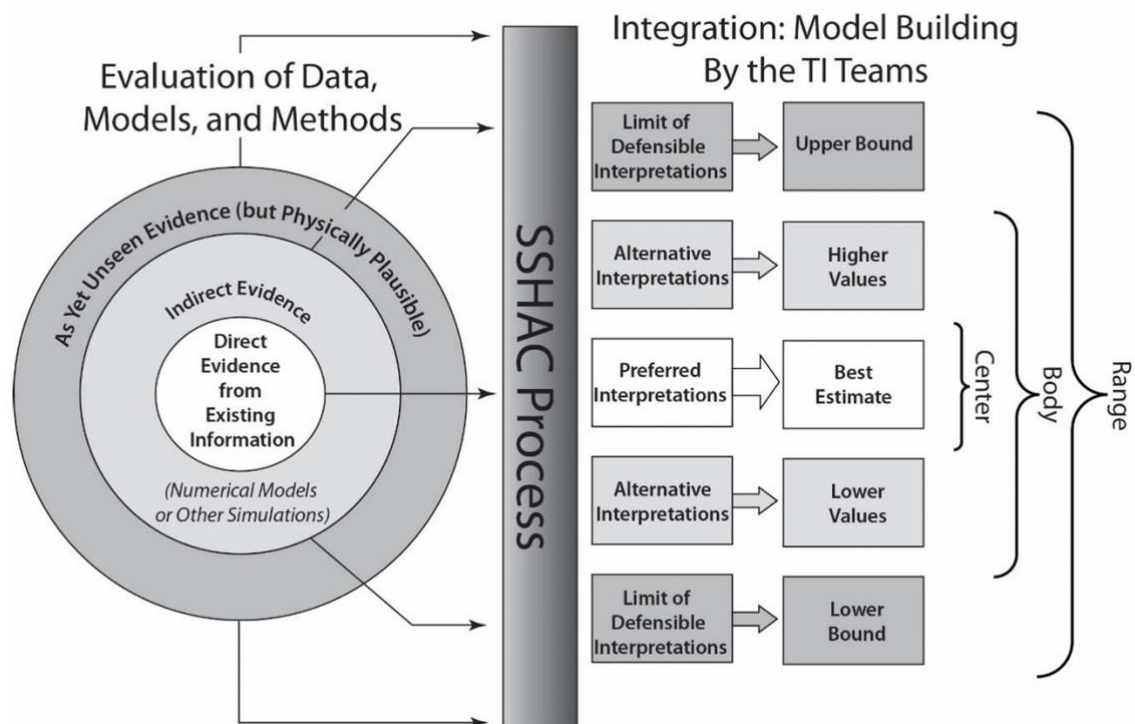 Evaluation of Data,
Models, and Methods
As Yet Unseen Evidence (but Physically Plausible)
Indirect Evidence
Direct
Evidence
from
Existing
Information
(Numerical Models
or Other Simulations)
SSHAC Process
Integration: Model Building
By the TI Teams
Limit of
Defensible
Interpretations
Upper Bound
Alternative
Interpretations
Higher
Values
Preferred
Interpretations
Best
Estimate
Alternative
Interpretations
Lower
Values
Limit of
Defensible
Interpretations
Lower
Bound
Center
Body
Range